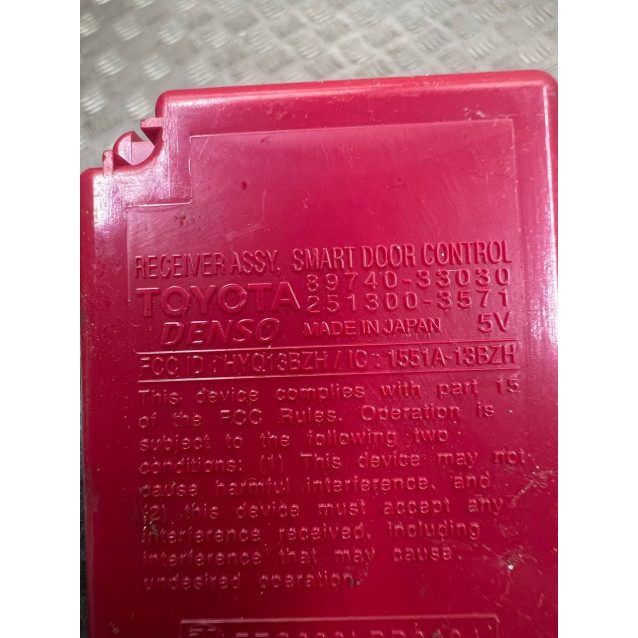 RECEIVER ASSY, SMART DOOR CONTROL
TOYOTA 89740-33030
251300-3571
DENSO MADE IN JAPAN 5V
FCC ID : HYQ13BZH / IC : 1551A-13BZH
This device complies with part 15
of the FCC Rules. Operation is
subject to the following two
conditions: (1) This device may not
cause harmful interference, and
(2) this device must accept any
interference received, including
interference that may cause
undesired operation.